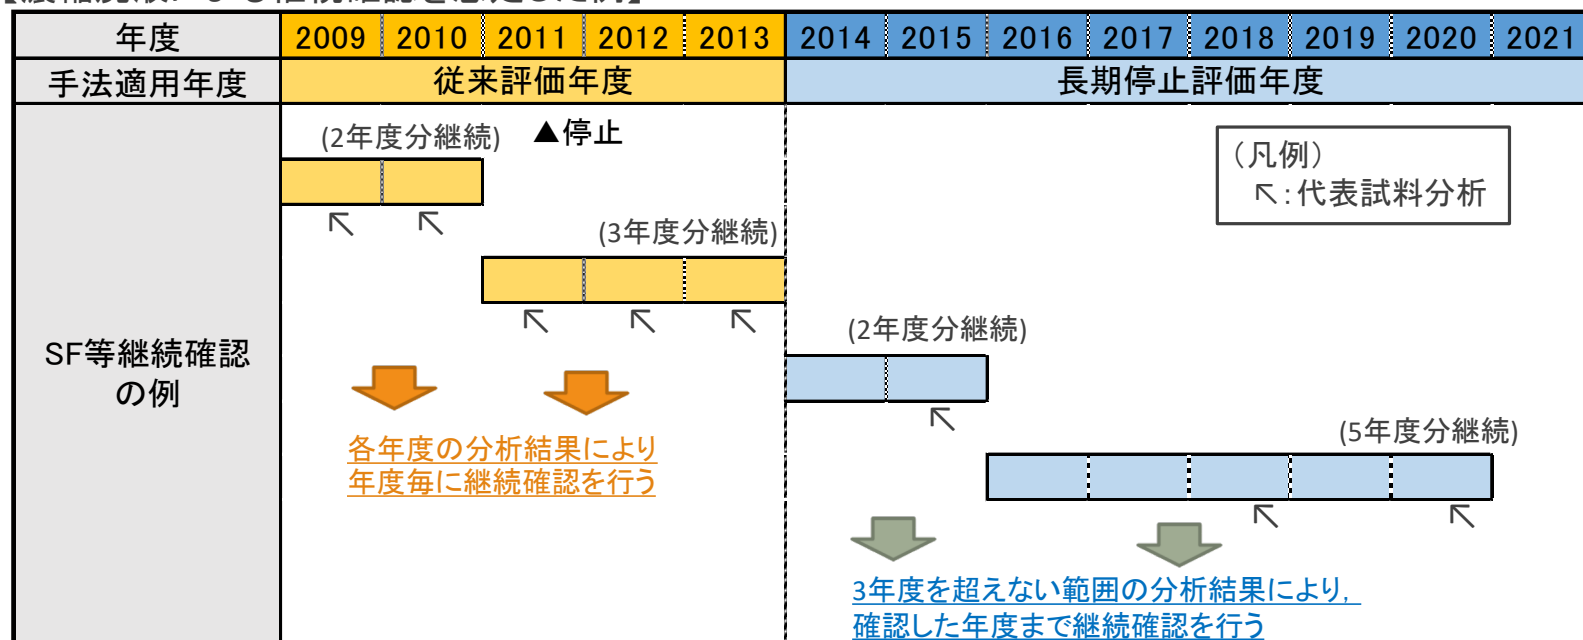 年度 2009 2010 2011 2012 2013 2014 2015 2016 2017 2018 2019 2020 2021
手法適用年度 従来評価年度 長期停止評価年度
(2年度分継続) ▲停止
(凡例)
↖:代表試料分析
(3年度分継続)
SF等継続確認
の例
(2年度分継続)
(5年度分継続)
各年度の分析結果により
年度毎に継続確認を行う
3年度を超えない範囲の分析結果により,
確認した年度まで継続確認を行う